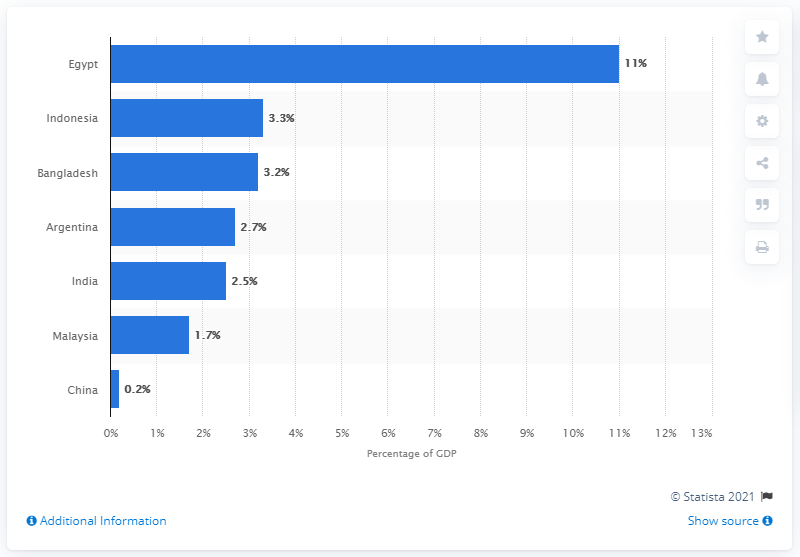 Egypt 11%
Indonesia 3.3%
Bangladesh 3.2%
Argentina 2.7%
India 2.5%
Malaysia 1.7%
China 0.2%
0% 1% 2% 3% 4% 5% 6% 7% 8% 9% 10% 11% 12% 13%
Percentage of GDP
© Statista 2021
Additional Information Show source